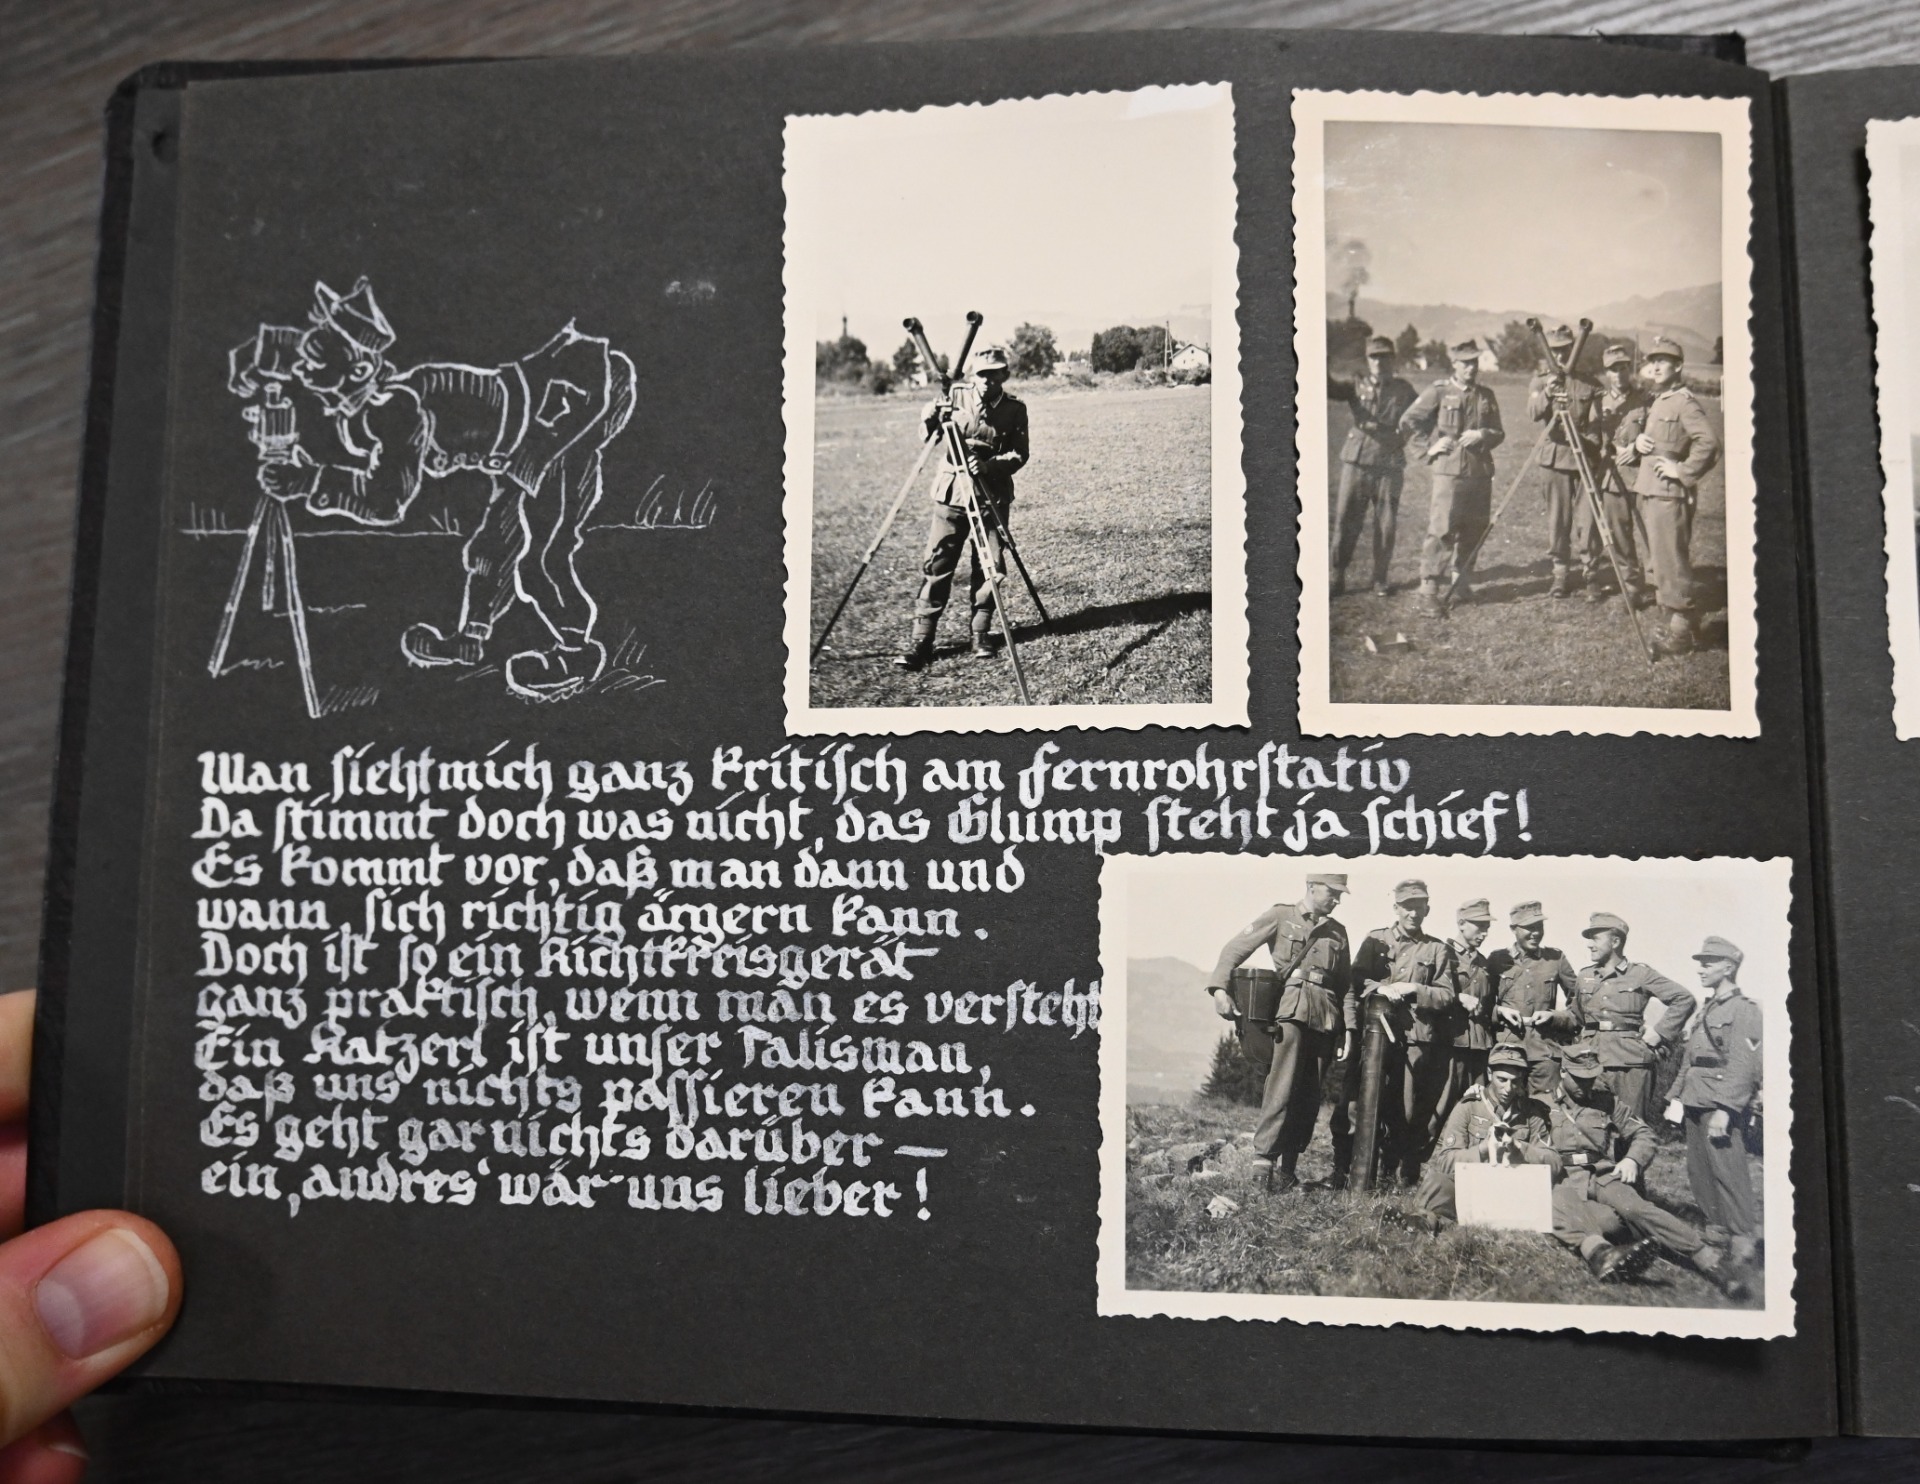 Man sieht mich ganz kritisch am Fernrohrstativ
Da stimmt doch was nicht, das Glump steht ja schief!
Es kommt vor, daß man dann und
wann, sich richtig ärgern kann.
Doch ist so ein Richtkreisgerät
ganz praktisch, wenn man es versteht
Ein Katzerl ist unser Talisman,
daß uns nichts passieren kann.
Es geht gar nichts darüber —
ein ‚andres‘ wär uns lieber!